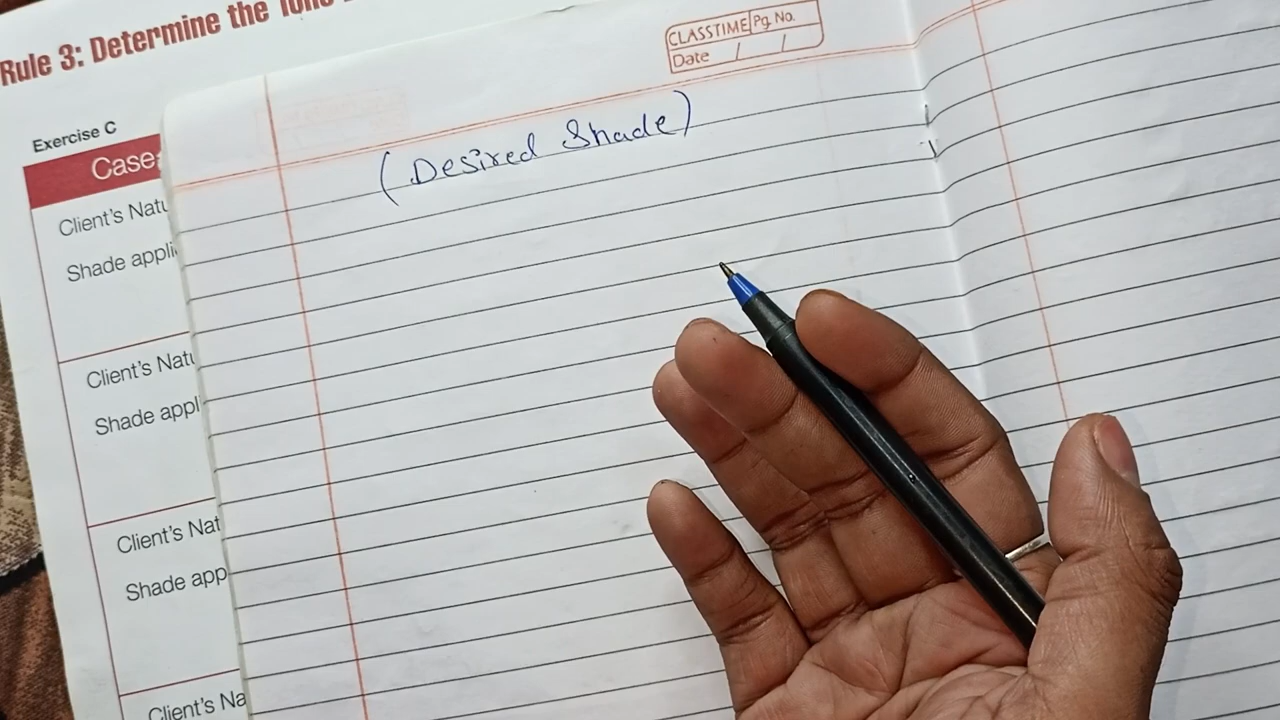 Rule 3: Determine the
CLASSTIME Pg. No.
Date / /
(Desired Shade)
Exercise C
Case
Client's Natu
Shade appli
Client's Natu
Shade appl
Client's Nat
Shade app
Client's Na